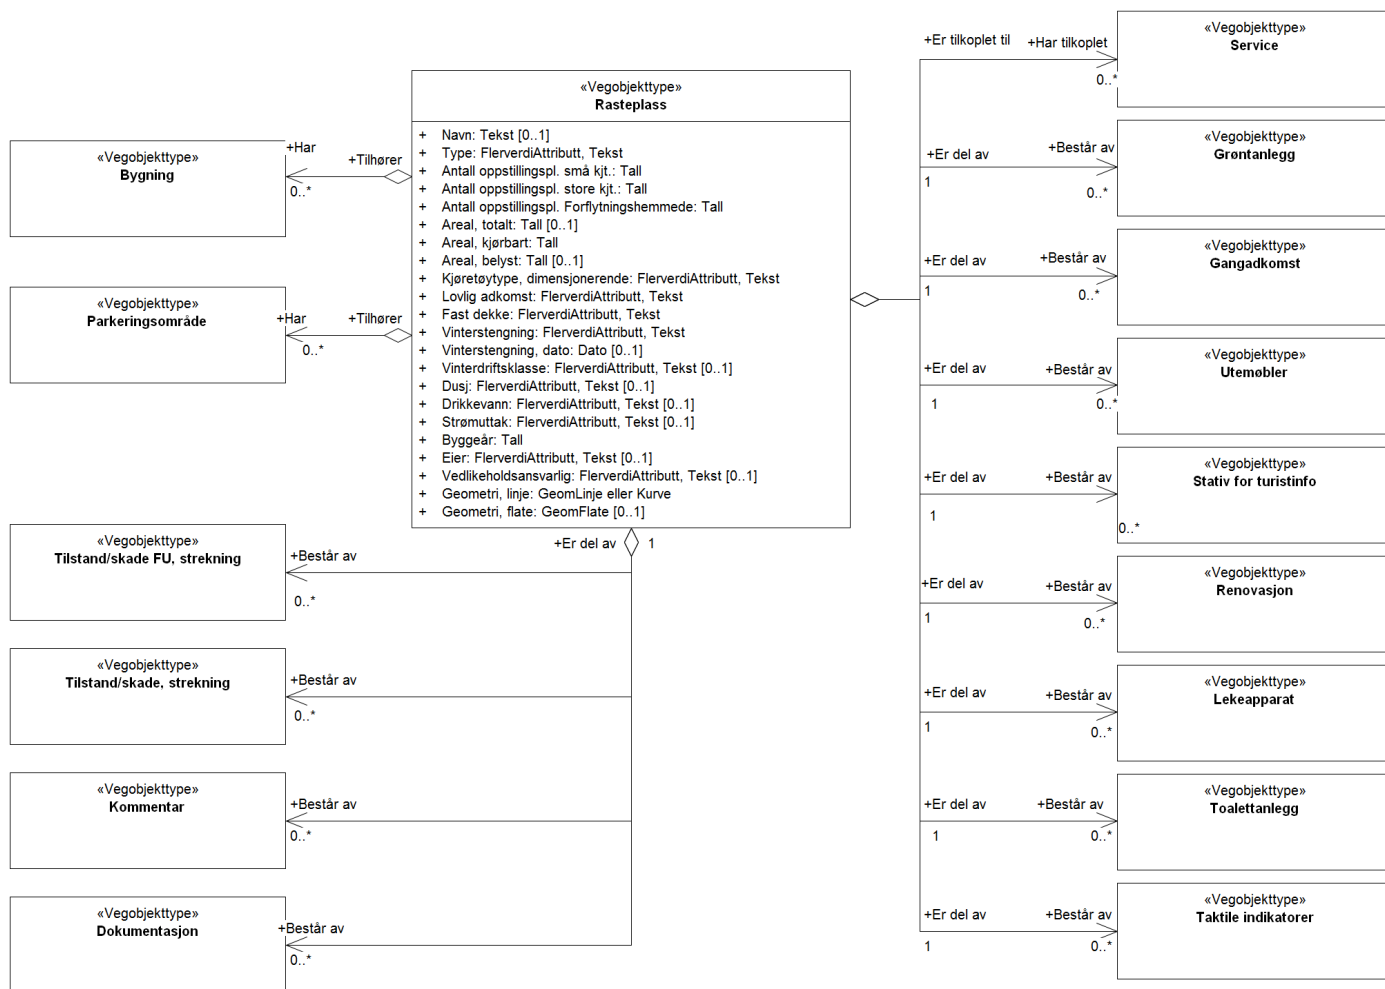 «Vegobjekttype»
Rasteplass
+ Navn: Tekst [0..1]
+ Type: FlerverdiAttributt, Tekst
+ Antall oppstillingspl. små kjt.: Tall
+ Antall oppstillingspl. store kjt.: Tall
+ Antall oppstillingspl. Forflytningshemmede: Tall
+ Areal, totalt: Tall [0..1]
+ Areal, kjørbart: Tall
+ Areal, belyst: Tall [0..1]
+ Kjøretøytype, dimensjonerende: FlerverdiAttributt, Tekst
+ Lovlig adkomst: FlerverdiAttributt, Tekst
+ Fast dekke: FlerverdiAttributt, Tekst
+ Vinterstengning: FlerverdiAttributt, Tekst
+ Vinterstengning, dato: Dato [0..1]
+ Vinterdriftsklasse: FlerverdiAttributt, Tekst [0..1]
+ Dusj: FlerverdiAttributt, Tekst [0..1]
+ Drikkevann: FlerverdiAttributt, Tekst [0..1]
+ Strømuttak: FlerverdiAttributt, Tekst [0..1]
+ Byggeår: Tall
+ Eier: FlerverdiAttributt, Tekst [0..1]
+ Vedlikeholdsansvarlig: FlerverdiAttributt, Tekst [0..1]
+ Geometri, linje: GeomLinje eller Kurve
+ Geometri, flate: GeomFlate [0..1]
«Vegobjekttype»
Bygning
+Har
0..*
+Tilhører
«Vegobjekttype»
Parkeringsområde
+Har
0..*
+Tilhører
+Er del av
1
«Vegobjekttype»
Tilstand/skade FU, strekning
+Består av
0..*
«Vegobjekttype»
Tilstand/skade, strekning
+Består av
0..*
«Vegobjekttype»
Kommentar
+Består av
0..*
«Vegobjekttype»
Dokumentasjon
+Består av
0..*
+Er tilkoplet til
+Har tilkoplet
0..*
«Vegobjekttype»
Service
+Er del av
1
+Består av
0..*
«Vegobjekttype»
Grøntanlegg
+Er del av
1
+Består av
0..*
«Vegobjekttype»
Gangadkomst
+Er del av
1
+Består av
0..*
«Vegobjekttype»
Utemøbler
+Er del av
1
+Består av
0..*
«Vegobjekttype»
Stativ for turistinfo
+Er del av
1
+Består av
0..*
«Vegobjekttype»
Renovasjon
+Er del av
1
+Består av
0..*
«Vegobjekttype»
Lekeapparat
+Er del av
1
+Består av
0..*
«Vegobjekttype»
Toalettanlegg
+Er del av
1
+Består av
0..*
«Vegobjekttype»
Taktile indikatorer